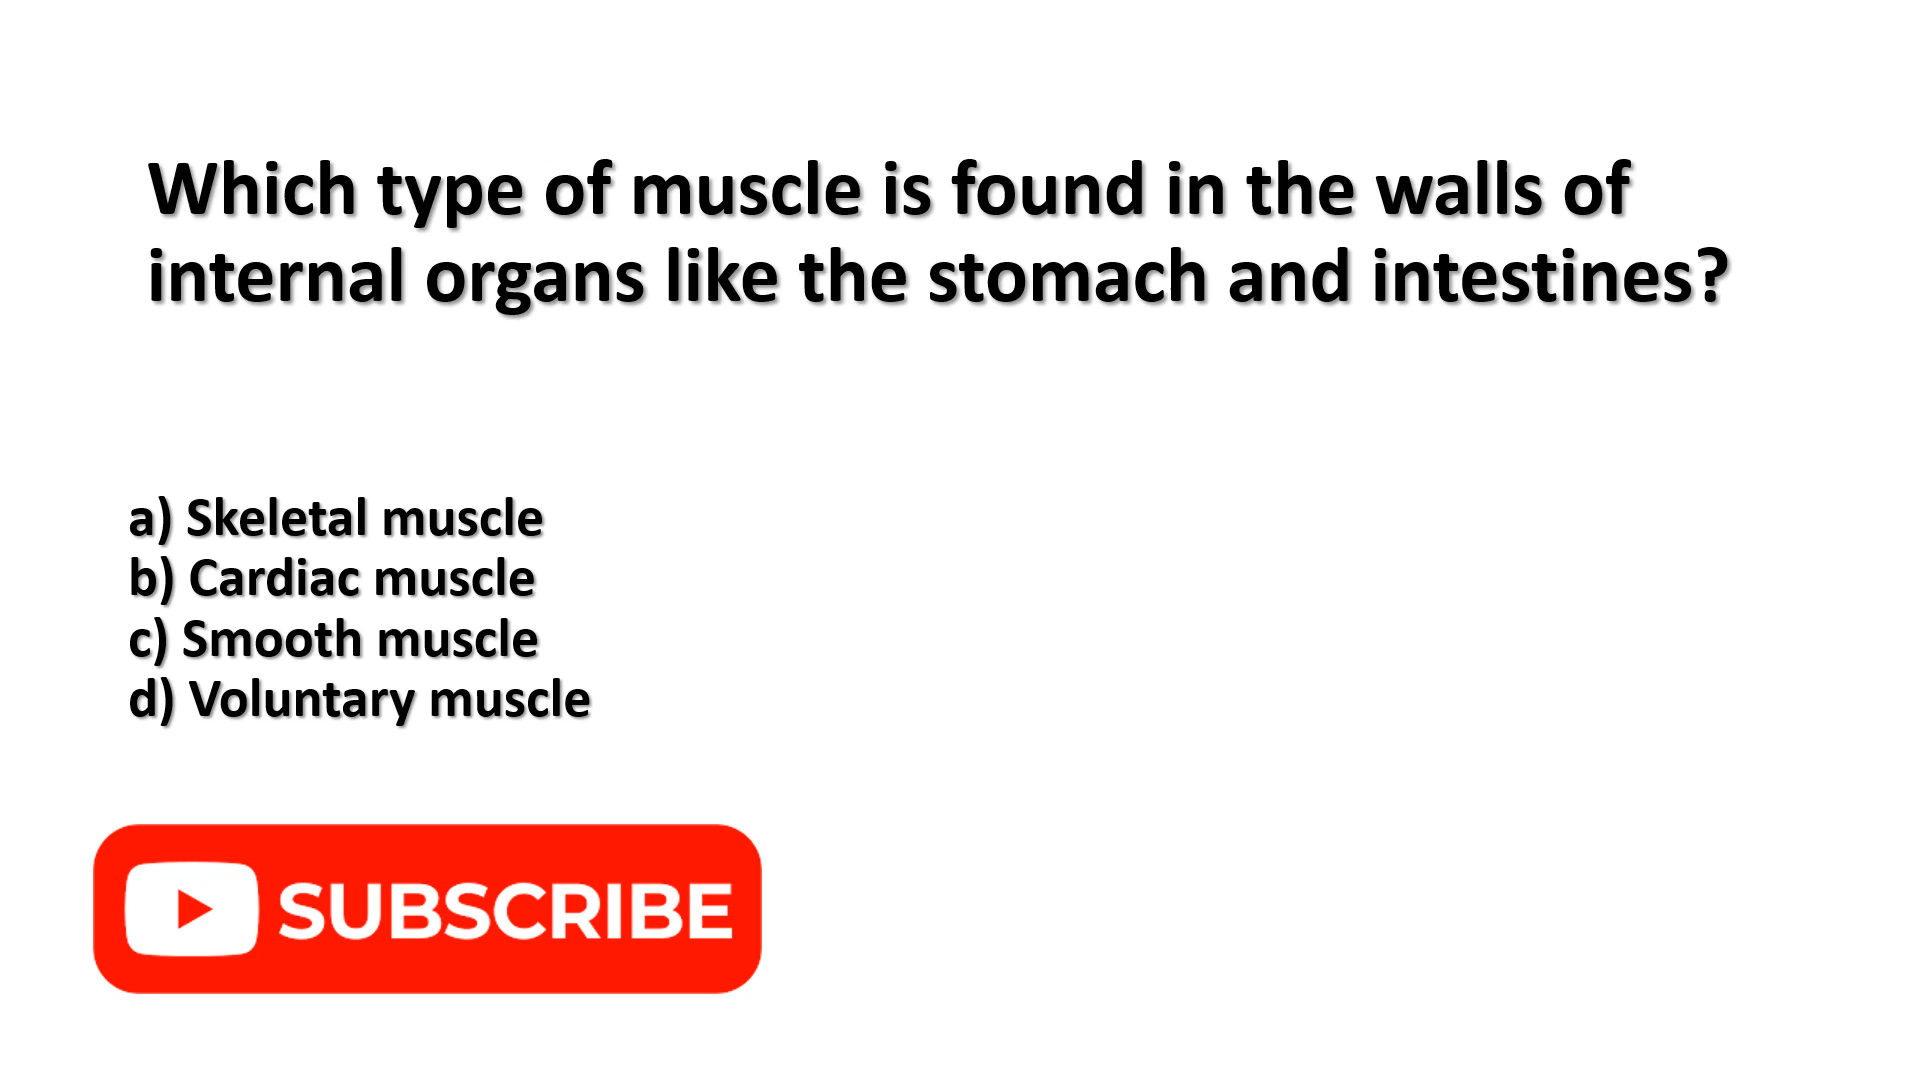 Which type of muscle is found in the walls of
internal organs like the stomach and intestines?
a) Skeletal muscle
b) Cardiac muscle
c) Smooth muscle
d) Voluntary muscle
SUBSCRIBE